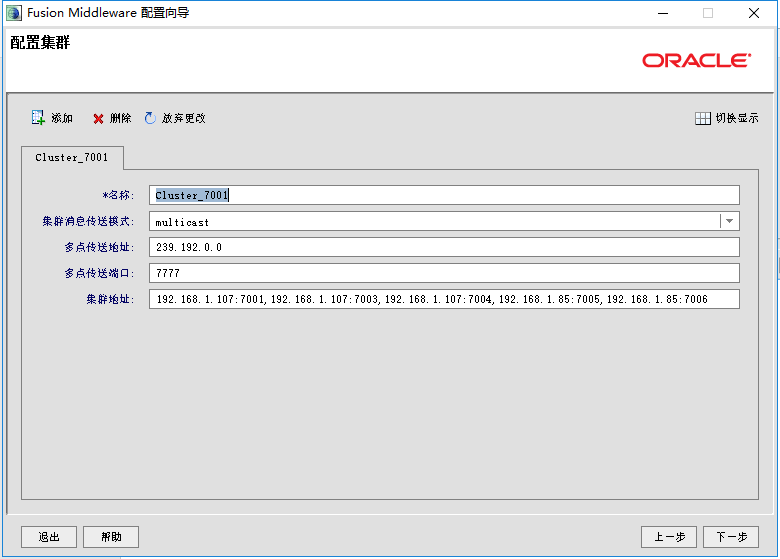 Fusion Middleware 配置向导
配置集群
ORACLE
添加 删除 放弃更改 切换显示
Cluster_7001
*名称: Cluster_7001
集群消息传送模式: multicast
多点传送地址: 239.192.0.0
多点传送端口: 7777
集群地址: 192.168.1.107:7001,192.168.1.107:7003,192.168.1.107:7004,192.168.1.85:7005,192.168.1.85:7006
退出 帮助 上一步 下一步